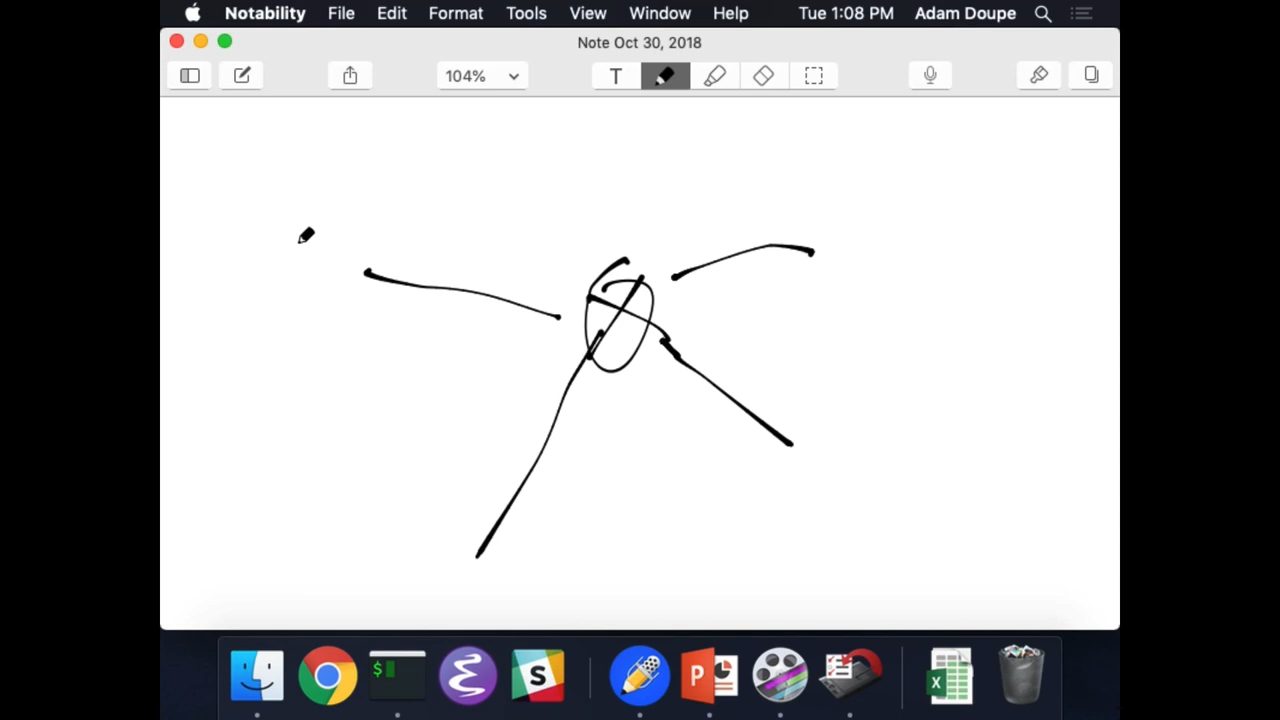 Notability File Edit Format Tools View Window Help Tue 1:08 PM Adam Doupe
Note Oct 30, 2018
104% T
$
S
P
X